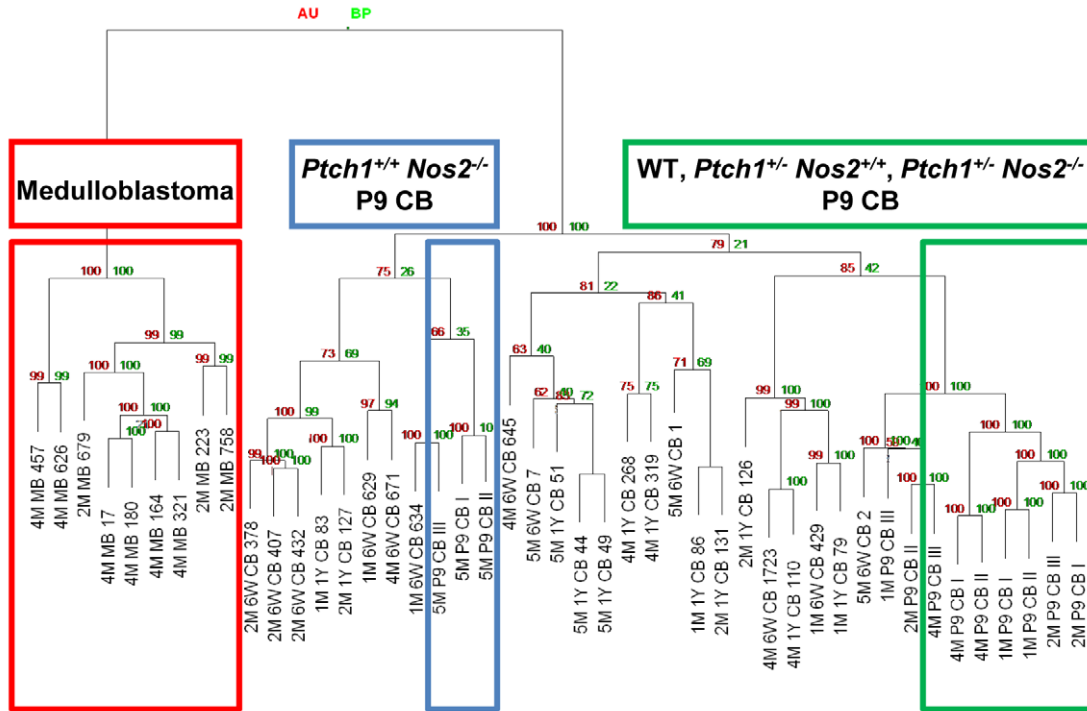 AU BP
Medulloblastoma
Ptch1+/+ Nos2-/-
P9 CB
WT, Ptch1+/- Nos2+/+, Ptch1+/- Nos2-/-
P9 CB
100 100
79 21
75 26
85 42
100 100
81 22
86 41
66 35
99 99
73 69
63 40
71 69
100 100
99 99
99 99
100 100
62 40
72
75 75
99 100
99 100
100 100
100 100
100 99
97 94
100 100
100 10
99 100
100 100
100 100
100 100
100 100
100 100
100 100
4M MB 457
4M MB 626
2M MB 679
4M MB 17
4M MB 180
4M MB 164
4M MB 321
2M MB 223
2M MB 758
2M 6W CB 378
2M 6W CB 407
2M 6W CB 432
1M 1Y CB 83
2M 1Y CB 127
1M 6W CB 629
4M 6W CB 671
1M 6W CB 634
5M P9 CB III
5M P9 CB I
5M P9 CB II
4M 6W CB 645
5M 6W CB 7
5M 1Y CB 51
5M 1Y CB 44
5M 1Y CB 49
4M 1Y CB 268
4M 1Y CB 319
5M 6W CB 1
1M 1Y CB 86
2M 1Y CB 131
2M 1Y CB 126
4M 6W CB 1723
4M 1Y CB 110
1M 6W CB 429
1M 1Y CB 79
5M 6W CB 2
1M P9 CB III
2M P9 CB II
4M P9 CB III
4M P9 CB I
4M P9 CB II
1M P9 CB I
1M P9 CB II
2M P9 CB III
2M P9 CB I